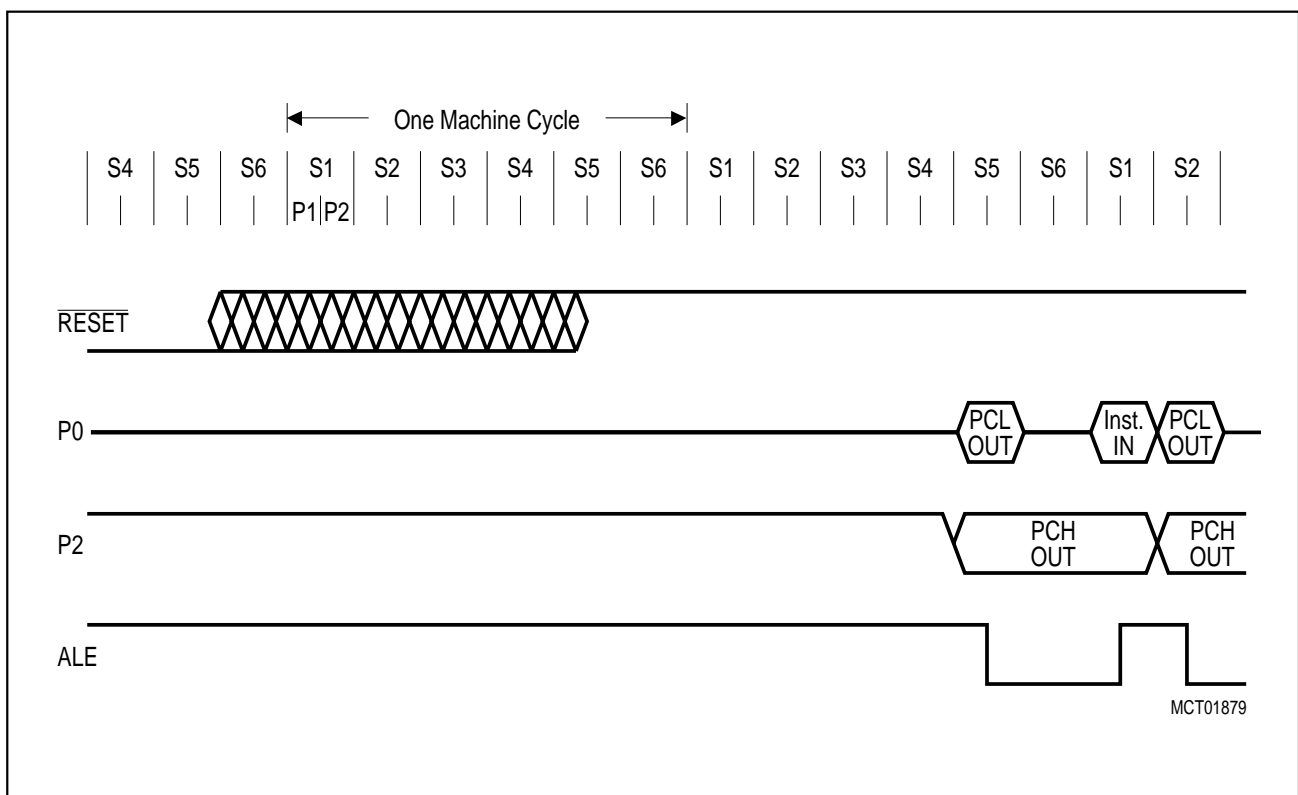 One Machine Cycle
S4 S5 S6 S1 S2 S3 S4 S5 S6 S1 S2 S3 S4 S5 S6 S1 S2
P1 P2
RESET
P0
PCL OUT
Inst. IN
PCL OUT
P2
PCH OUT
PCH OUT
ALE
MCT01879